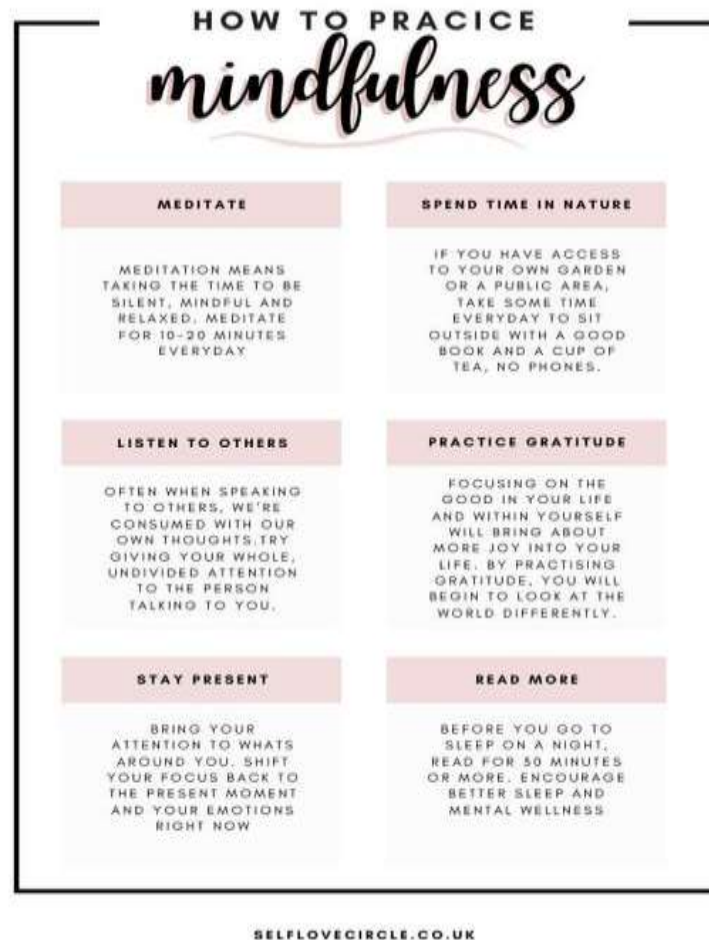 HOW TO PRACICE
mindfulness
MEDITATE
MEDITATION MEANS
TAKING THE TIME TO BE
SILENT, MINDFUL AND
RELAXED. MEDITATE
FOR 10-20 MINUTES
EVERYDAY
SPEND TIME IN NATURE
IF YOU HAVE ACCESS
TO YOUR OWN GARDEN
OR A PUBLIC AREA,
TAKE SOME TIME
EVERYDAY TO SIT
OUTSIDE WITH A GOOD
BOOK AND A CUP OF
TEA, NO PHONES.
LISTEN TO OTHERS
OFTEN WHEN SPEAKING
TO OTHERS, WE'RE
CONSUMED WITH OUR
OWN THOUGHTS.TRY
GIVING YOUR WHOLE,
UNDIVIDED ATTENTION
TO THE PERSON
TALKING TO YOU.
PRACTICE GRATITUDE
FOCUSING ON THE
GOOD IN YOUR LIFE
AND WITHIN YOURSELF
WILL BRING ABOUT
MORE JOY INTO YOUR
LIFE. BY PRACTISING
GRATITUDE, YOU WILL
BEGIN TO LOOK AT THE
WORLD DIFFERENTLY.
STAY PRESENT
BRING YOUR
ATTENTION TO WHATS
AROUND YOU. SHIFT
YOUR FOCUS BACK TO
THE PRESENT MOMENT
AND YOUR EMOTIONS
RIGHT NOW
READ MORE
BEFORE YOU GO TO
SLEEP ON A NIGHT,
READ FOR 30 MINUTES
OR MORE. ENCOURAGE
BETTER SLEEP AND
MENTAL WELLNESS
SELFLOVECIRCLE.CO.UK